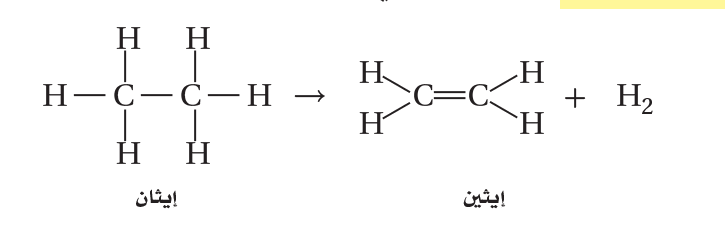 H H
H — C — C — H → H H C = C H H + H₂
H H
إيثان إيثين